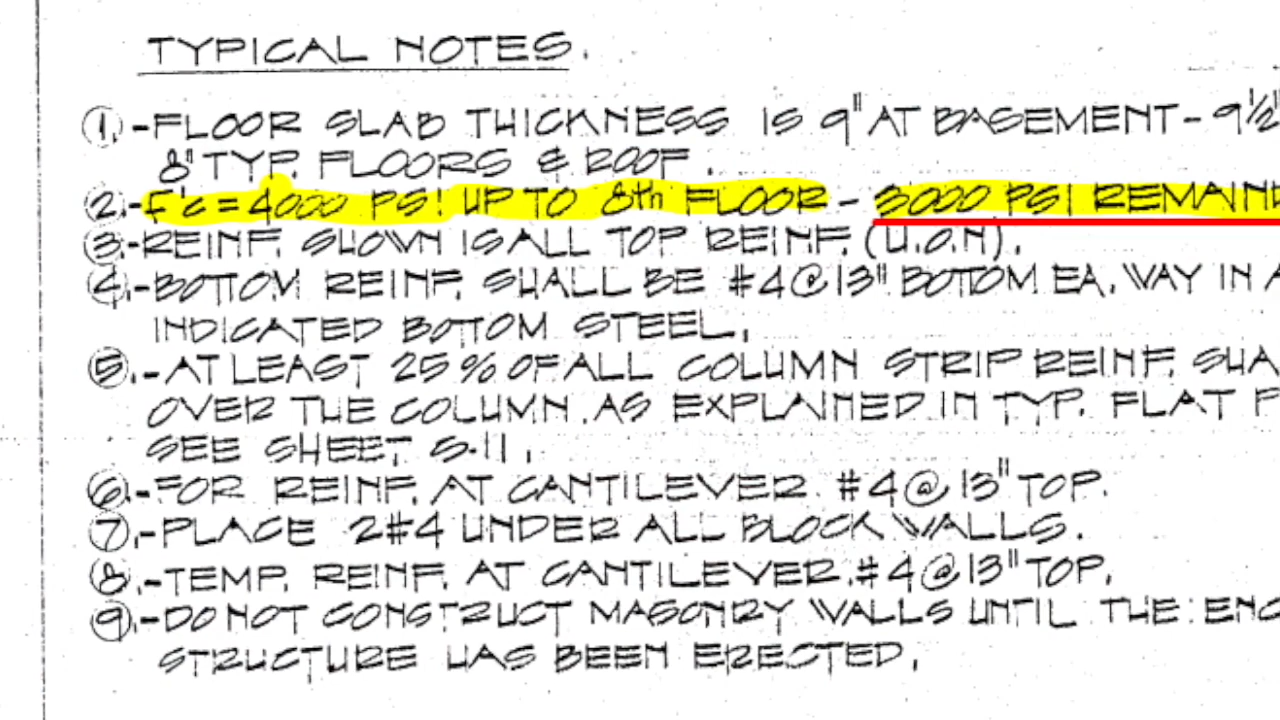 TYPICAL NOTES.
1.-FLOOR SLAB THICKNESS IS 9" AT BASEMENT - 9½"
8" TYP. FLOORS & ROOF.
2.-f'c = 4000 PSI UP TO 8th FLOOR - 3000 PSI REMAIN
3.-REINF. SHOWN IS ALL TOP REINF. (U.O.N).
4.-BOTTOM REINF. SHALL BE #4@13" BOTTOM EA. WAY IN A
INDICATED BOTTOM STEEL.
5.-AT LEAST 25% OF ALL COLUMN STRIP REINF. SHA
OVER THE COLUMN. AS EXPLAINED IN TYP. FLAT P
SEE SHEET S-11.
6.-FOR REINF. AT CANTILEVER #4@13" TOP.
7.-PLACE 2#4 UNDER ALL BLOCK WALLS.
8.-TEMP. REINF. AT CANTILEVER. #4@13" TOP.
9.-DO NOT CONSTRUCT MASONRY WALLS UNTIL THE EN
STRUCTURE HAS BEEN ERECTED.